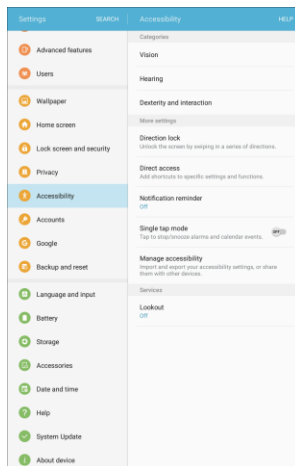 Settings
SEARCH
Advanced features
Users
Wallpaper
Home screen
Lock screen and security
Privacy
Accessibility
Accounts
Google
Backup and reset
Language and input
Battery
Storage
Accessories
Date and time
Help
System Update
About device
Accessibility
HELP
Categories
Vision
Hearing
Dexterity and interaction
More settings
Direction lock
Unlock the screen by swiping in a series of directions.
Direct access
Add shortcuts to specific settings and functions.
Notification reminder
Off
Single tap mode
Tap to stop/snooze alarms and calendar events.
OFF
Manage accessibility
Import and export your accessibility settings, or share
them with other devices.
Services
Lookout
Off